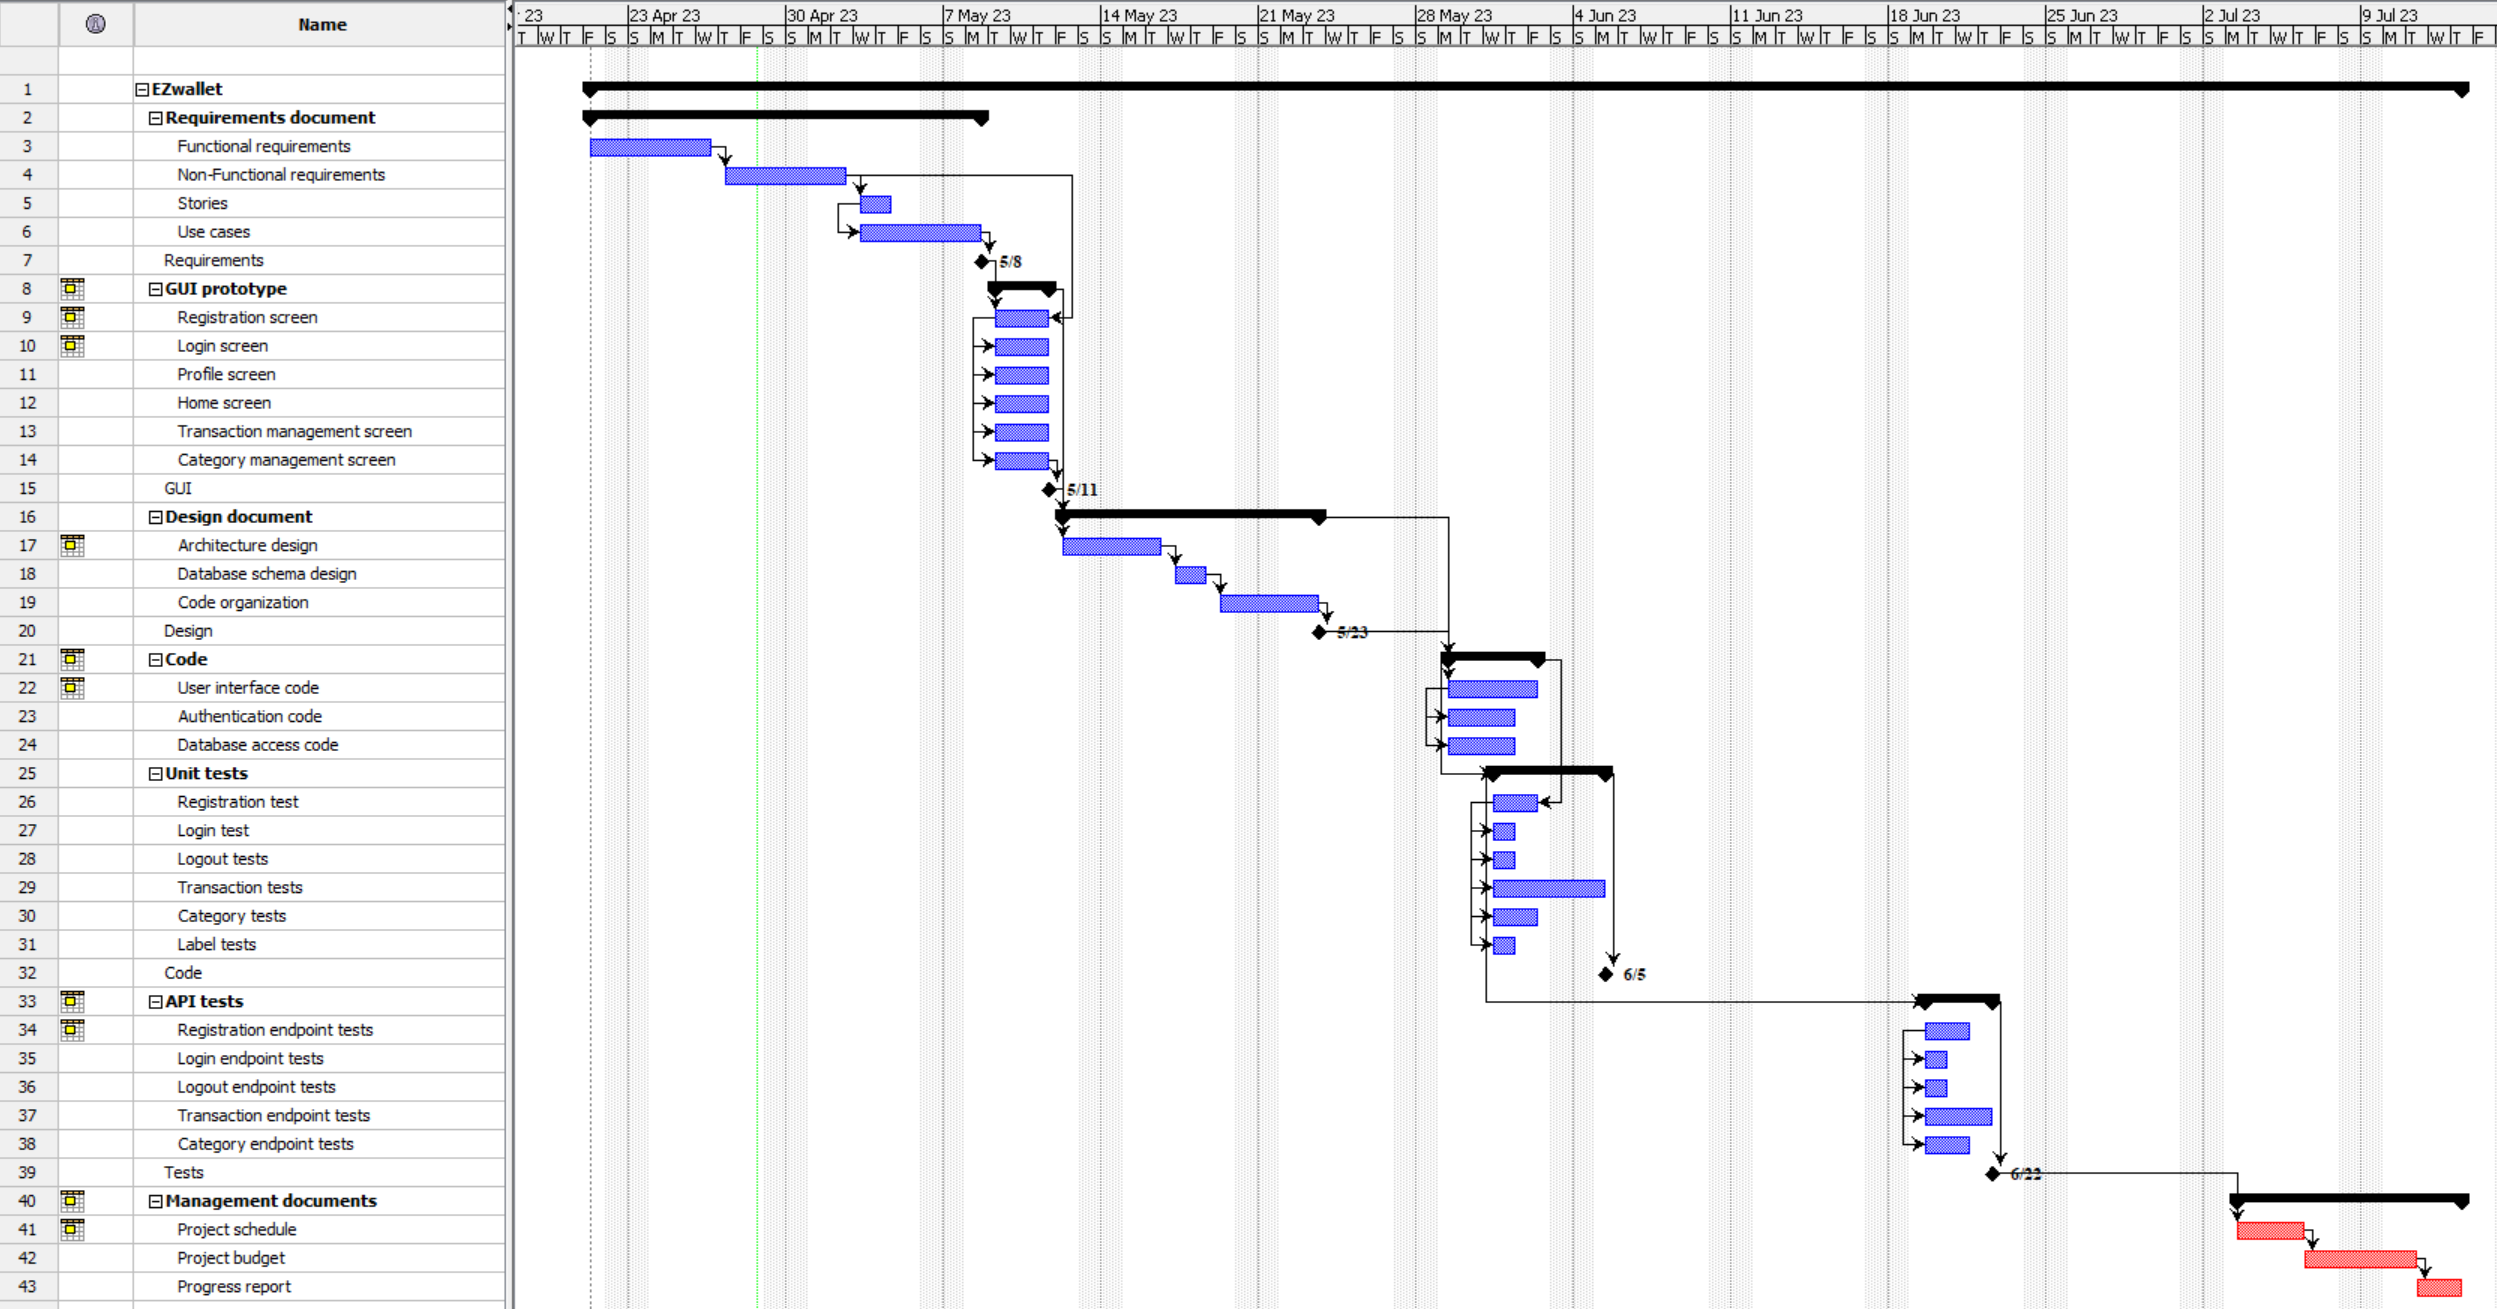 Name
23 23 Apr 23 30 Apr 23 7 May 23 14 May 23 21 May 23 28 May 23 4 Jun 23 11 Jun 23 18 Jun 23 25 Jun 23 2 Jul 23 9 Jul 23
T W T F S S M T W T F S S M T W T F S S M T W T F S S M T W T F S S M T W T F S S M T W T F S S M T W T F S S M T W T F S S M T W T F S S M T W T F S S M T W T F S S M T W T F
1 EZwallet
2 Requirements document
3 Functional requirements
4 Non-Functional requirements
5 Stories
6 Use cases
7 Requirements 5/8
8 GUI prototype
9 Registration screen
10 Login screen
11 Profile screen
12 Home screen
13 Transaction management screen
14 Category management screen
15 GUI 5/11
16 Design document
17 Architecture design
18 Database schema design
19 Code organization
20 Design 5/23
21 Code
22 User interface code
23 Authentication code
24 Database access code
25 Unit tests
26 Registration test
27 Login test
28 Logout tests
29 Transaction tests
30 Category tests
31 Label tests
32 Code 6/5
33 API tests
34 Registration endpoint tests
35 Login endpoint tests
36 Logout endpoint tests
37 Transaction endpoint tests
38 Category endpoint tests
39 Tests 6/22
40 Management documents
41 Project schedule
42 Project budget
43 Progress report